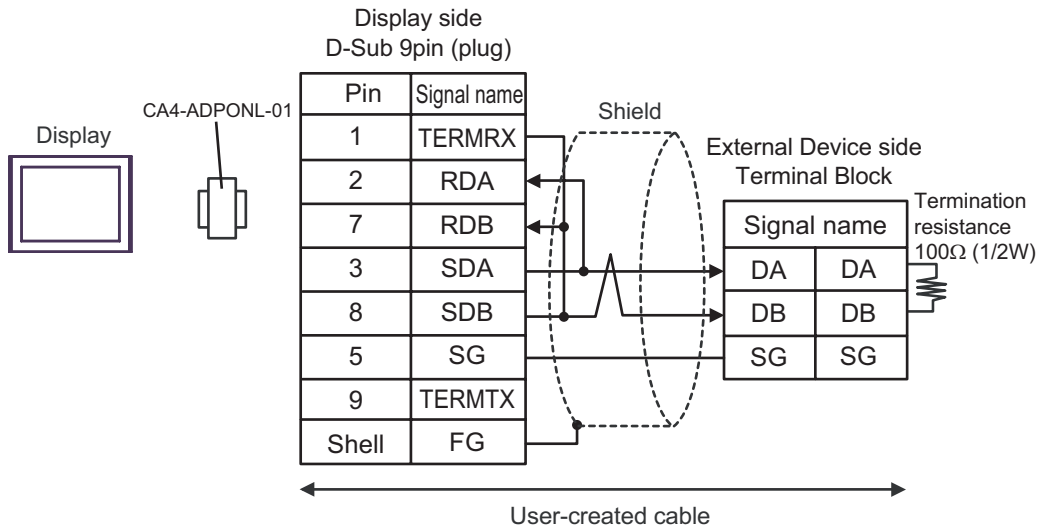 Display side
D-Sub 9pin (plug)
CA4-ADPONL-01
Display
Pin Signal name
1 TERMRX
2 RDA
7 RDB
3 SDA
8 SDB
5 SG
9 TERMTX
Shell FG
Shield
External Device side
Terminal Block
Signal name
DA DA
DB DB
SG SG
Termination
resistance
100Ω (1/2W)
User-created cable